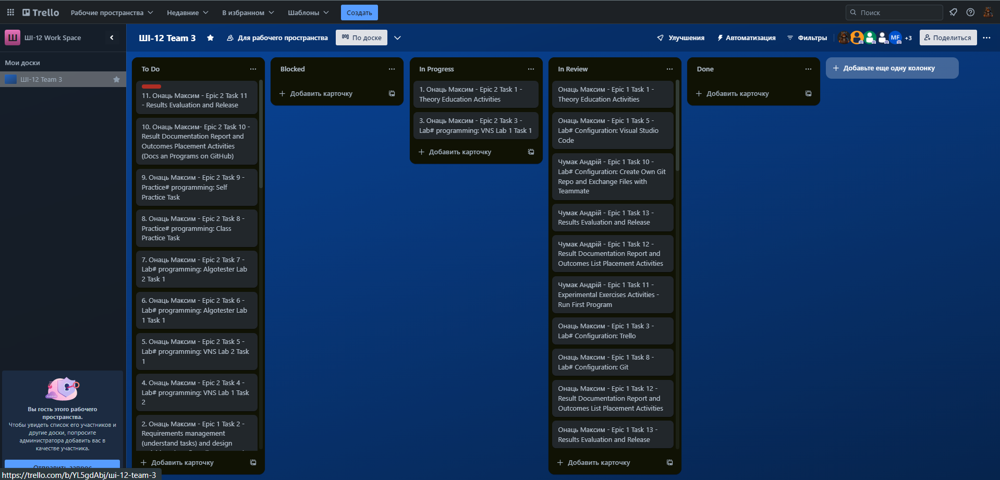 Trello
Рабочие пространства
Недавние
В избранном
Шаблоны
Создать
Поиск
Ш
ШІ-12 Work Space
Мои доски
ШІ-12 Team 3
Вы гость этого рабочего
пространства.
Чтобы увидеть список его участников и
другие доски, попросите
администратора добавить вас в
качестве участника.
Отправить запрос
https://trello.com/b/YL5gdAbj/ші-12-team-3
ШІ-12 Team 3
Для рабочего пространства
По доске
Улучшения
Автоматизация
Фильтры
MF
+3
Поделиться
To Do
11. Онаць Максим - Epic 2 Task 11
- Results Evaluation and Release
10. Онаць Максим- Epic 2 Task 10 -
Result Documentation Report and
Outcomes Placement Activities
(Docs an Programs on GitHub)
9. Онаць Максим - Epic 2 Task 9 -
Practice# programming: Self
Practice Task
8. Онаць Максим - Epic 2 Task 8 -
Practice# programming: Class
Practice Task
7. Онаць Максим - Epic 2 Task 7 -
Lab# programming: Algotester Lab
2 Task 1
6. Онаць Максим - Epic 2 Task 6 -
Lab# programming: Algotester Lab
1 Task 1
5. Онаць Максим - Epic 2 Task 5 -
Lab# programming: VNS Lab 2 Task
1
4. Онаць Максим - Epic 2 Task 4 -
Lab# programming: VNS Lab 1 Task
2
2. Онаць Максим - Epic 1 Task 2 -
Requirements management
(understand tasks) and design
Добавить карточку
Blocked
Добавить карточку
In Progress
1. Онаць Максим - Epic 2 Task 1 -
Theory Education Activities
3. Онаць Максим - Epic 2 Task 3 -
Lab# programming: VNS Lab 1 Task 1
Добавить карточку
In Review
Онаць Максим - Epic 1 Task 1 -
Theory Education Activities
Онаць Максим - Epic 1 Task 5 -
Lab# Configuration: Visual Studio
Code
Чумак Андрій - Epic 1 Task 10 -
Lab# Configuration: Create Own Git
Repo and Exchange Files with
Teammate
Чумак Андрій - Epic 1 Task 13 -
Results Evaluation and Release
Чумак Андрій - Epic 1 Task 12 -
Result Documentation Report and
Outcomes List Placement Activities
Чумак Андрій - Epic 1 Task 11 -
Experimental Exercises Activities -
Run First Program
Онаць Максим - Epic 1 Task 3 -
Lab# Configuration: Trello
Онаць Максим - Epic 1 Task 8 -
Lab# Configuration: Git
Онаць Максим - Epic 1 Task 12 -
Result Documentation Report and
Outcomes List Placement Activities
Онаць Максим - Epic 1 Task 13 -
Results Evaluation and Release
Добавить карточку
Done
Добавить карточку
Добавьте еще одну колонку